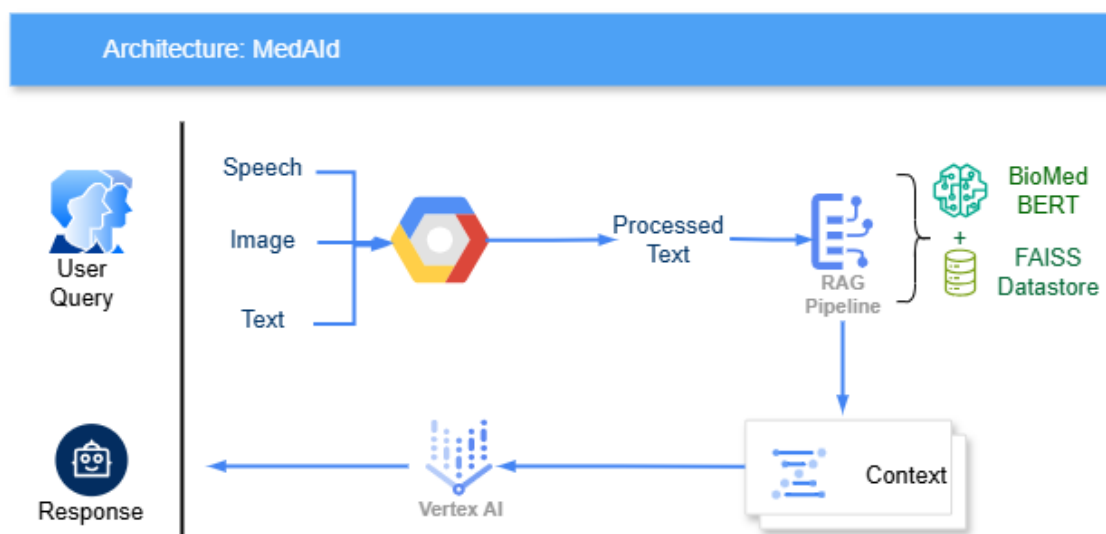 Architecture: MedAId
Speech
Image
Text
User
Query
Processed
Text
RAG
Pipeline
BioMed
BERT
+
FAISS
Datastore
Response
Vertex AI
Context